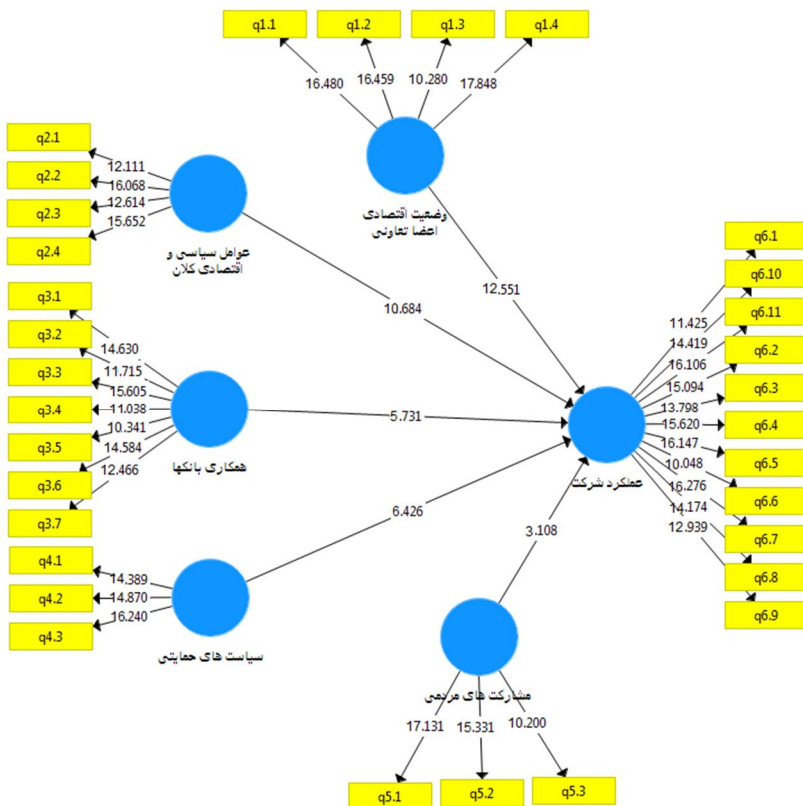 q1.1
q1.2
q1.3
q1.4
16.480
16.459
10.280
17.848
وضعیت اقتصادی
اعضا تعاونی
q2.1
q2.2
q2.3
q2.4
12.111
16.068
12.614
15.652
عوامل سیاسی و
اقتصادی کلان
q3.1
q3.2
q3.3
q3.4
q3.5
q3.6
q3.7
14.630
11.715
15.605
11.038
10.341
14.584
12.466
همکاری بانکها
q4.1
q4.2
q4.3
14.389
14.870
16.240
سیاست های حمایتی
12.551
10.684
5.731
6.426
3.108
عملکرد شرکت
q6.1
q6.10
q6.11
q6.2
q6.3
q6.4
q6.5
q6.6
q6.7
q6.8
q6.9
11.425
14.419
16.106
15.094
13.798
15.620
16.147
10.048
16.276
14.174
12.939
مشارکت های مردمی
17.131
15.331
10.200
q5.1
q5.2
q5.3